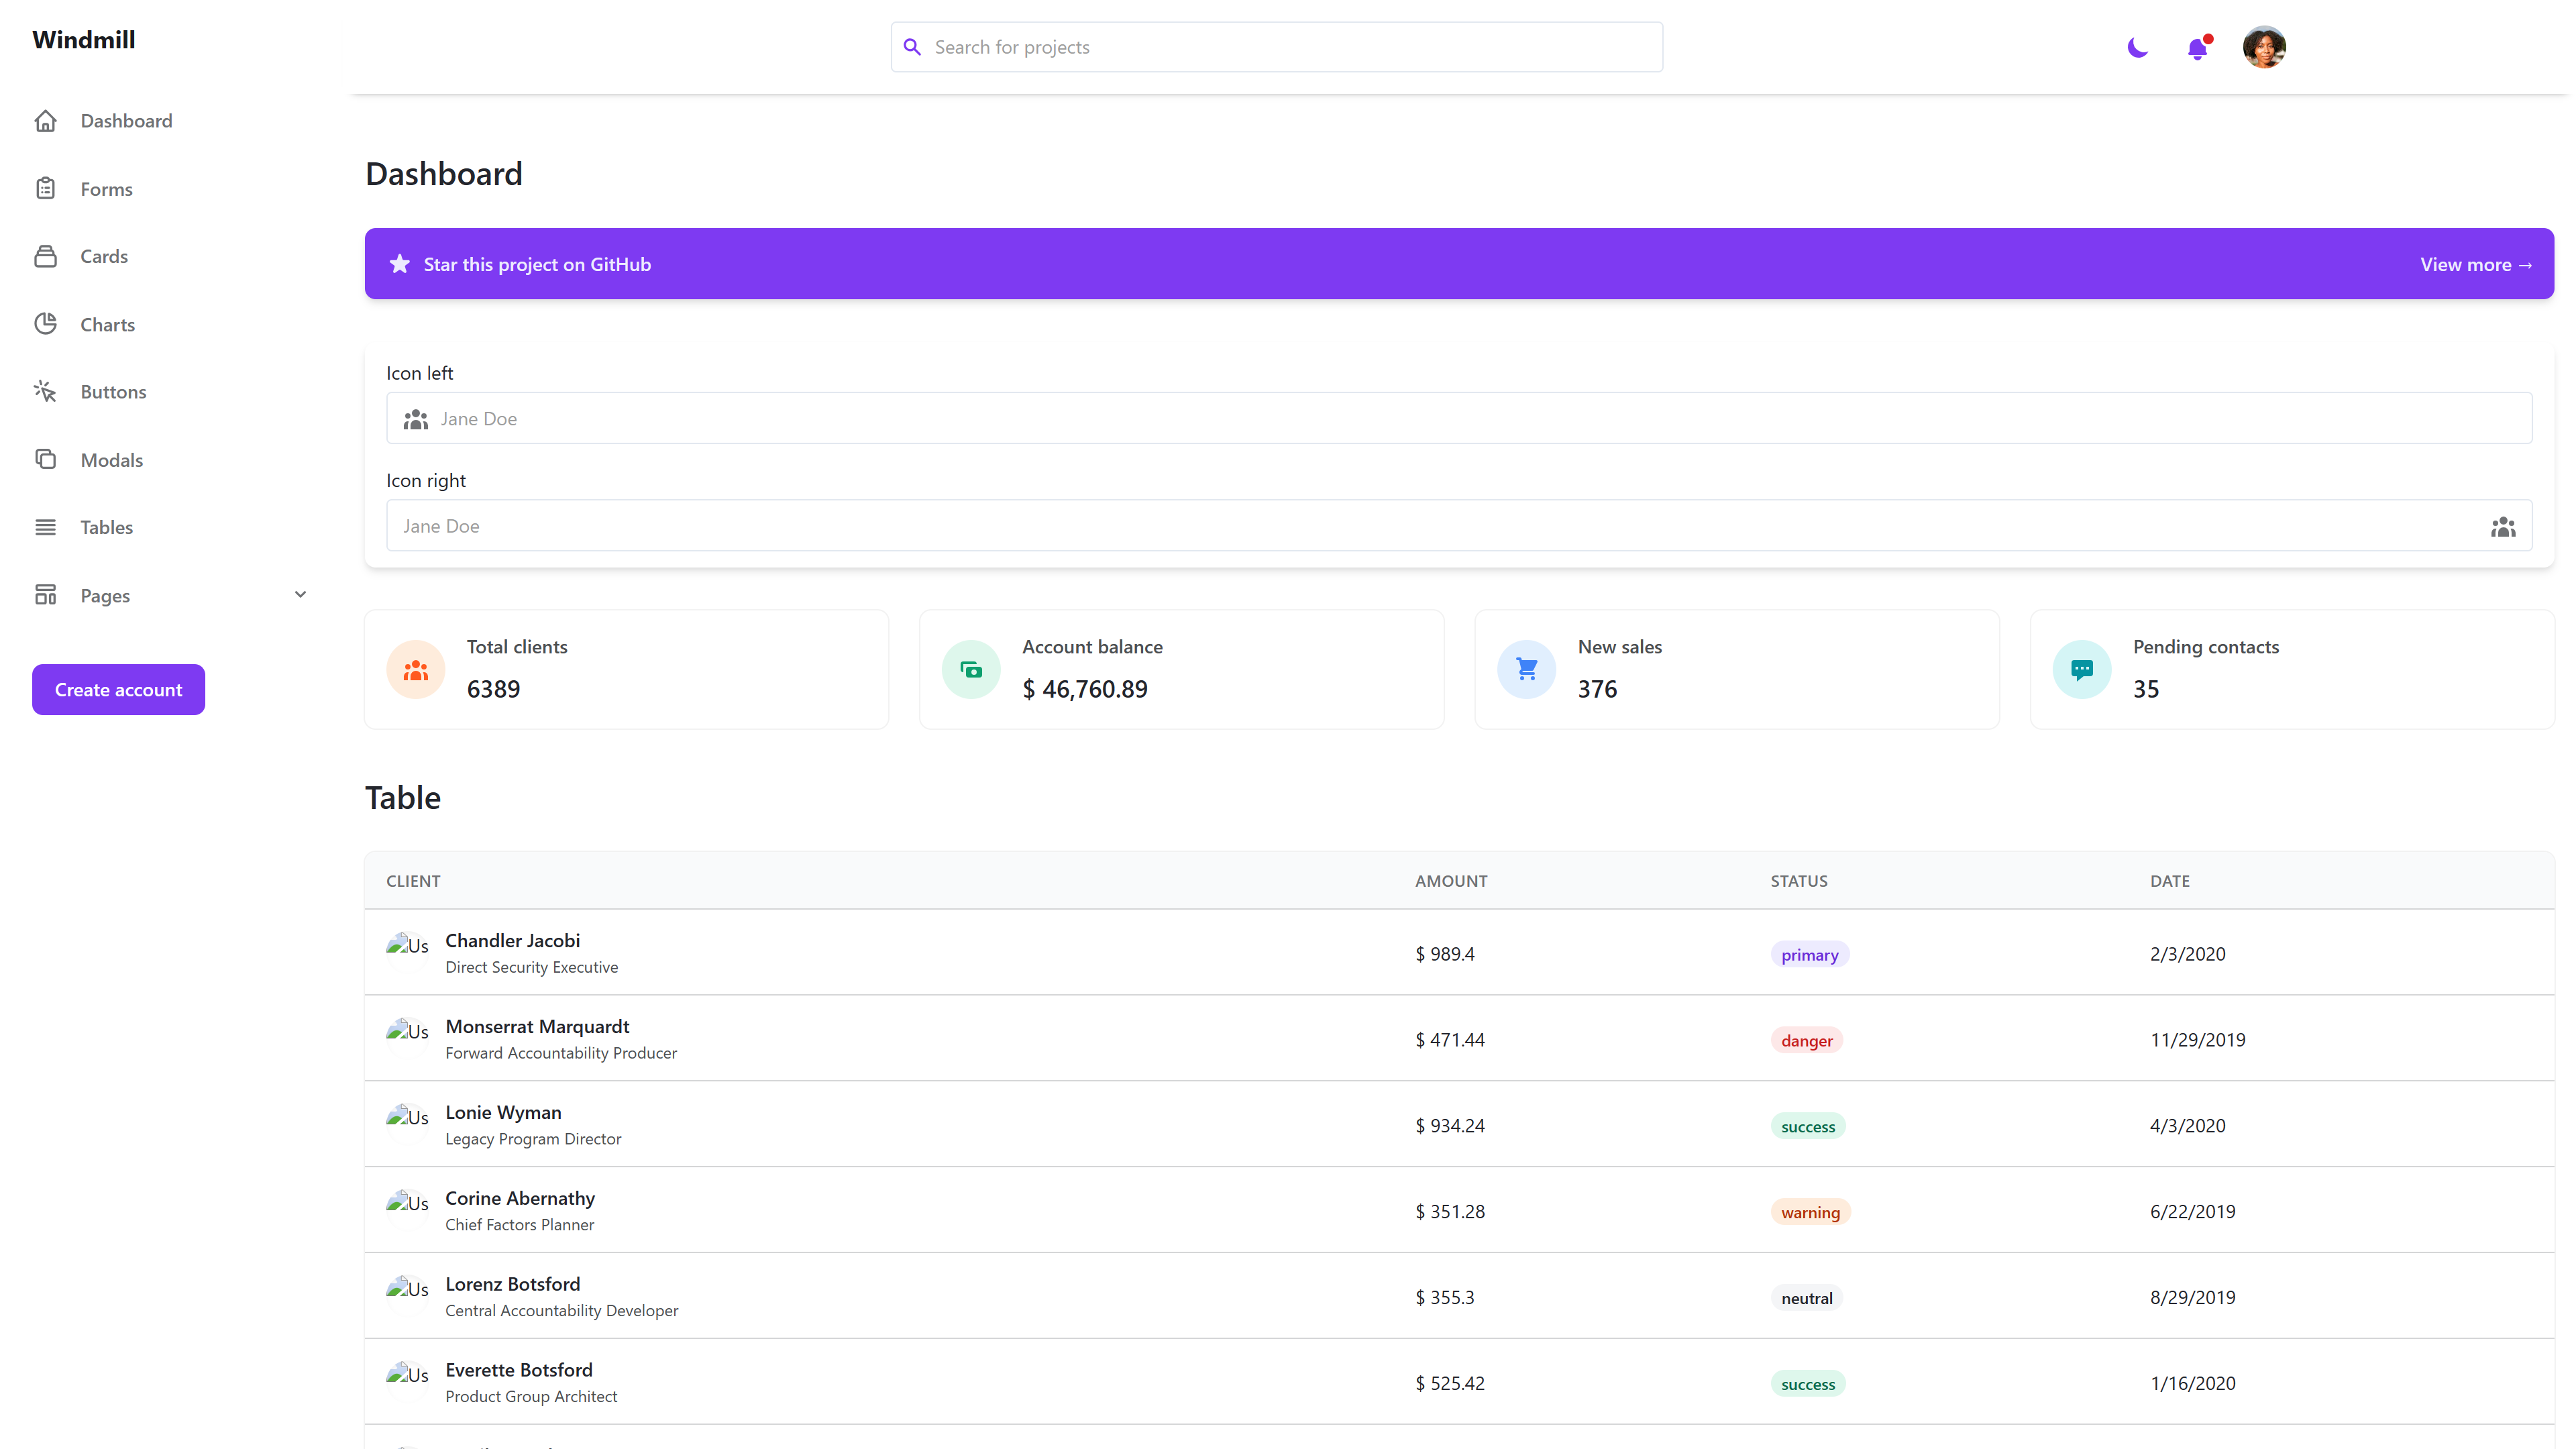 Windmill
Search for projects
Dashboard
Forms
Cards
Charts
Buttons
Modals
Tables
Pages
Create account
Dashboard
Star this project on GitHub
View more →
Icon left
Jane Doe
Icon right
Jane Doe
Total clients
6389
Account balance
$ 46,760.89
New sales
376
Pending contacts
35
Table
CLIENT AMOUNT STATUS DATE
Us Chandler Jacobi
Direct Security Executive
$ 989.4 primary 2/3/2020
Us Monserrat Marquardt
Forward Accountability Producer
$ 471.44 danger 11/29/2019
Us Lonie Wyman
Legacy Program Director
$ 934.24 success 4/3/2020
Us Corine Abernathy
Chief Factors Planner
$ 351.28 warning 6/22/2019
Us Lorenz Botsford
Central Accountability Developer
$ 355.3 neutral 8/29/2019
Us Everette Botsford
Product Group Architect
$ 525.42 success 1/16/2020